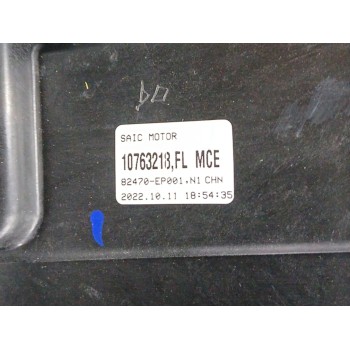 SAIC MOTOR
10763218,FL MCE
82470-EP001,N1 CHN
2022.10.11 18:54:35